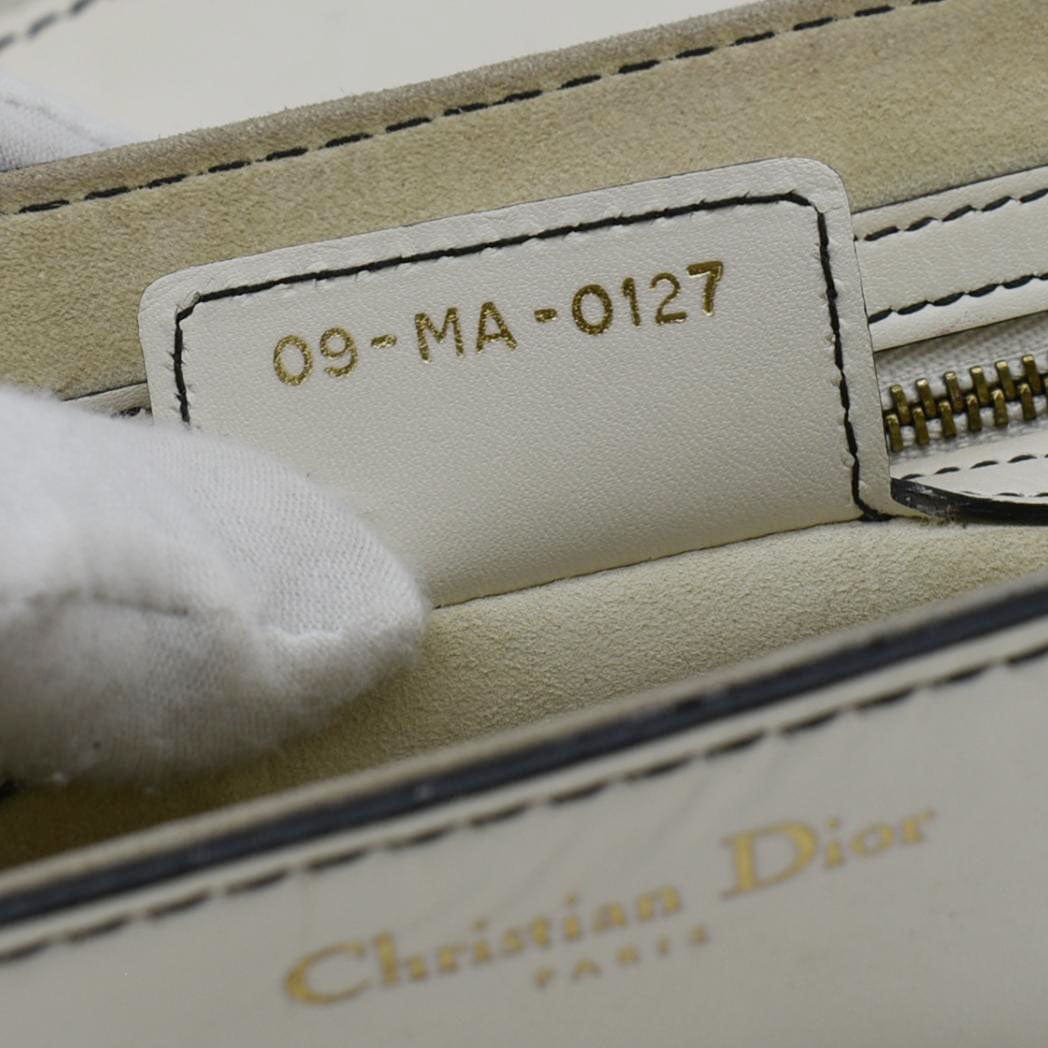 09-MA-0127
Christian Dior
PARIS